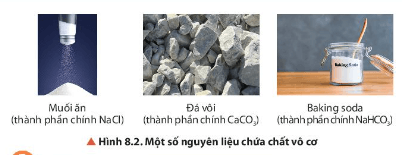 Baking Soda
Muối ăn
(thành phần chính NaCl)
Đá vôi
(thành phần chính CaCO₃)
Baking soda
(thành phần chính NaHCO₃)
▲ Hình 8.2. Một số nguyên liệu chứa chất vô cơ